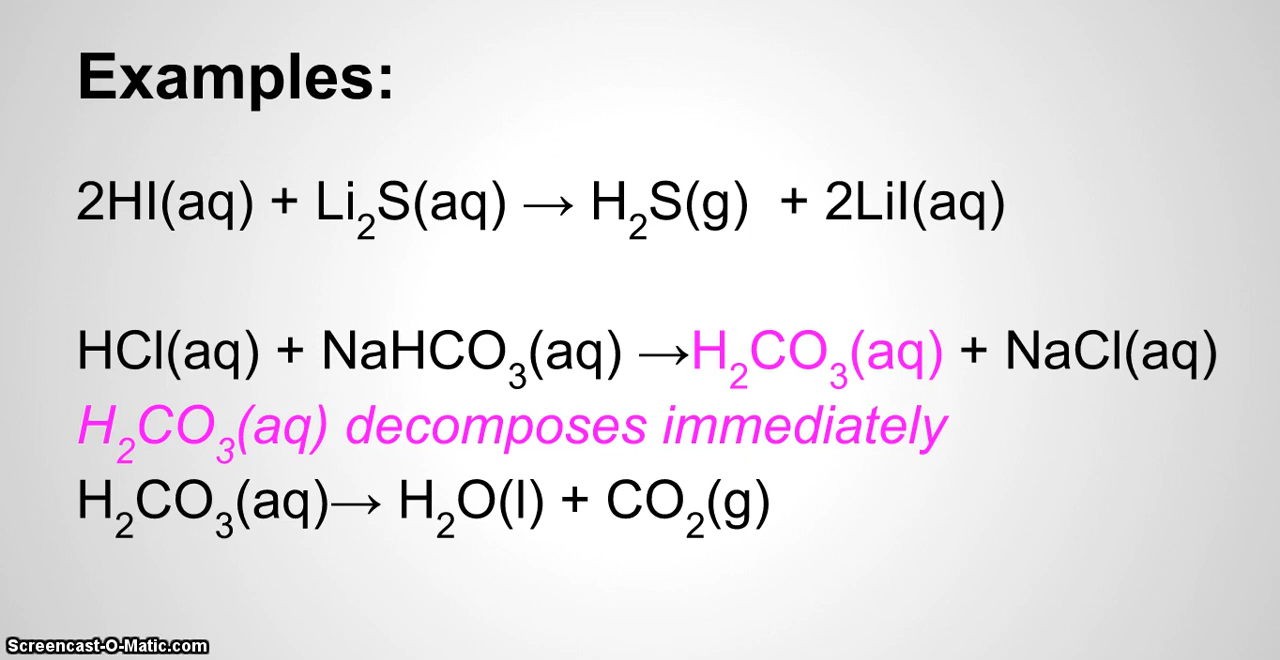 Examples:
2HI(aq) + Li₂S(aq) → H₂S(g) + 2LiI(aq)
HCl(aq) + NaHCO₃(aq) →H₂CO₃(aq) + NaCl(aq)
H₂CO₃(aq) decomposes immediately
H₂CO₃(aq)→ H₂O(l) + CO₂(g)
Screencast-O-Matic.com